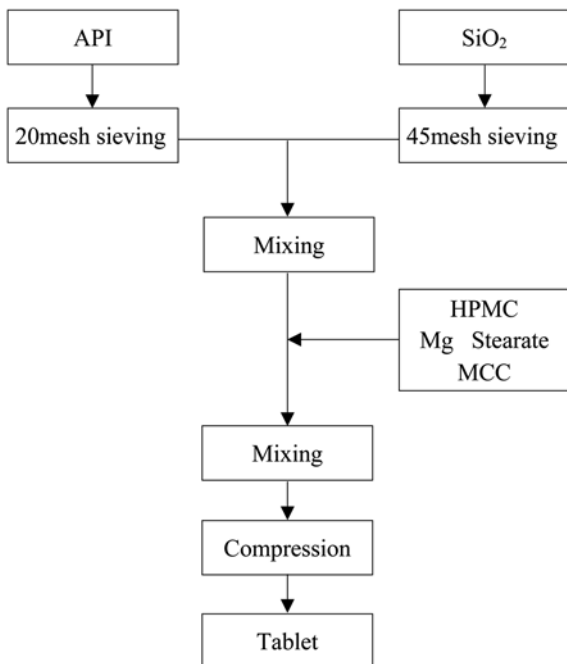 API
SiO₂
20mesh sieving
45mesh sieving
Mixing
HPMC
Mg Stearate
MCC
Mixing
Compression
Tablet